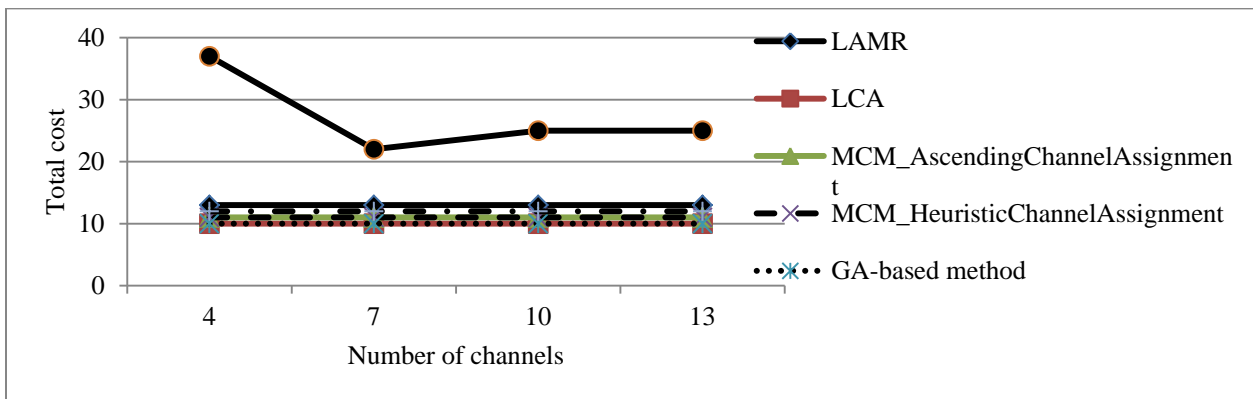 40
30
20
10
0
Total cost
4 7 10 13
Number of channels
LAMR
LCA
MCM_AscendingChannelAssignmen
t
MCM_HeuristicChannelAssignment
GA-based method